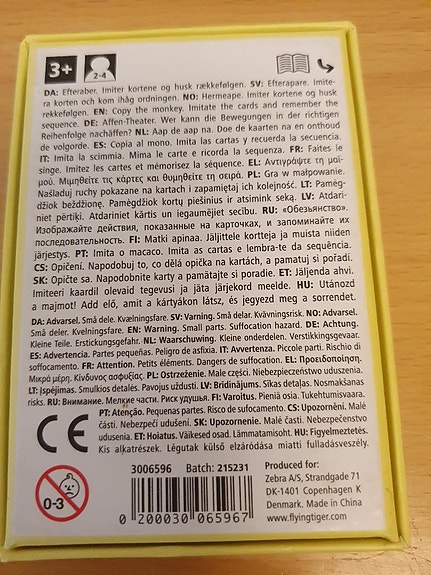 3+
2-4
DA: Efteraber. Imiter kortene og husk rækkefølgen. SV: Efterapare. Imite-
ra korten och kom ihåg ordningen. NO: Hermeape. Imiter kortene og husk
rekkefølgen. EN: Copy the monkey. Imitate the cards and remember the
sequence. DE: Affen-Theater. Wer kann die Bewegungen in der richtigen
Reihenfolge nachäffen? NL: Aap de aap na. Doe de kaarten na en onthoud
de volgorde. ES: Copia al mono. Imita las cartas y recuerda la secuencia.
IT: Imita la scimmia. Mima le carte e ricorda la sequenza. FR: Faites le
singe. Imitez les cartes et mémorisez la séquence. EL: Αντιγράψτε τη μαϊ-
μού. Μιμηθείτε τις κάρτες και θυμηθείτε τη σειρά. PL: Gra w małpowanie.
Naśladuj ruchy pokazane na kartach i zapamiętaj ich kolejność. LT: Pamėg-
džiok beždžionę. Pamėgdžiok kortų piešinius ir atsimink seką. LV: Atdari-
niet pērtiķi. Atdariniet kārtis un iegaumējiet secību. RU: «Обезьянство».
Изображайте действия, показанные на карточках, и запоминайте их
последовательность. FI: Matki apinaa. Jäljittele kortteja ja muista niiden
järjestys. PT: Imita o macaco. Imita as cartas e lembra-te da sequência.
CS: Opičení. Napodobuj to, co dělá opička na kartách, a pamatuj si pořadí.
SK: Opičte sa. Napodobnite karty a pamätajte si poradie. ET: Jäljenda ahvi.
Imiteeri kaardil olevaid tegevusi ja jäta järjekord meelde. HU: Utánozd
a majmot! Add elő, amit a kártyákon látsz, és jegyezd meg a sorrendet.
DA: Advarsel. Små dele. Kvælningsfare. SV: Varning. Små delar. Kvävningsrisk. NO: Advarsel.
Små deler. Kvelningsfare. EN: Warning. Small parts. Suffocation hazard. DE: Achtung.
Kleine Teile. Erstickungsgefahr. NL: Waarschuwing. Kleine onderdelen. Verstikkingsgevaar.
ES: Advertencia. Partes pequeñas. Peligro de asfixia. IT: Avvertenza. Piccole parti. Rischio di
soffocamento. FR: Attention. Petits éléments. Dangers de suffocation. EL: Προειδοποίηση.
Μικρά μέρη. Κίνδυνος ασφυξίας. PL: Ostrzeżenie. Małe części. Niebezpieczeństwo uduszenia.
LT: Įspėjimas. Smulkios detalės. Pavojus uždusti. LV: Brīdinājums. Sīkas detaļas. Nosmakšanas
risks. RU: Внимание. Мелкие части. Риск удушья. FI: Varoitus. Pieniä osia. Tukehtumisvaara.
PT: Atenção. Pequenas partes. Risco de sufocamento. CS: Upozornění. Malé
části. Nebezpečí udušení. SK: Upozornenie. Malé části. Nebezpečenstvo
udusenia. ET: Hoiatus. Väikesed osad. Lämmatamisoht. HU: Figyelmeztetés.
Kis alkatrészek. Légutak külső elzáródása miatti fulladásveszély.
CE
0-3
3006596 Batch: 215231
0 200030 065967
Produced for:
Zebra A/S, Strandgade 71
DK-1401 Copenhagen K
Denmark. Made in China
www.flyingtiger.com